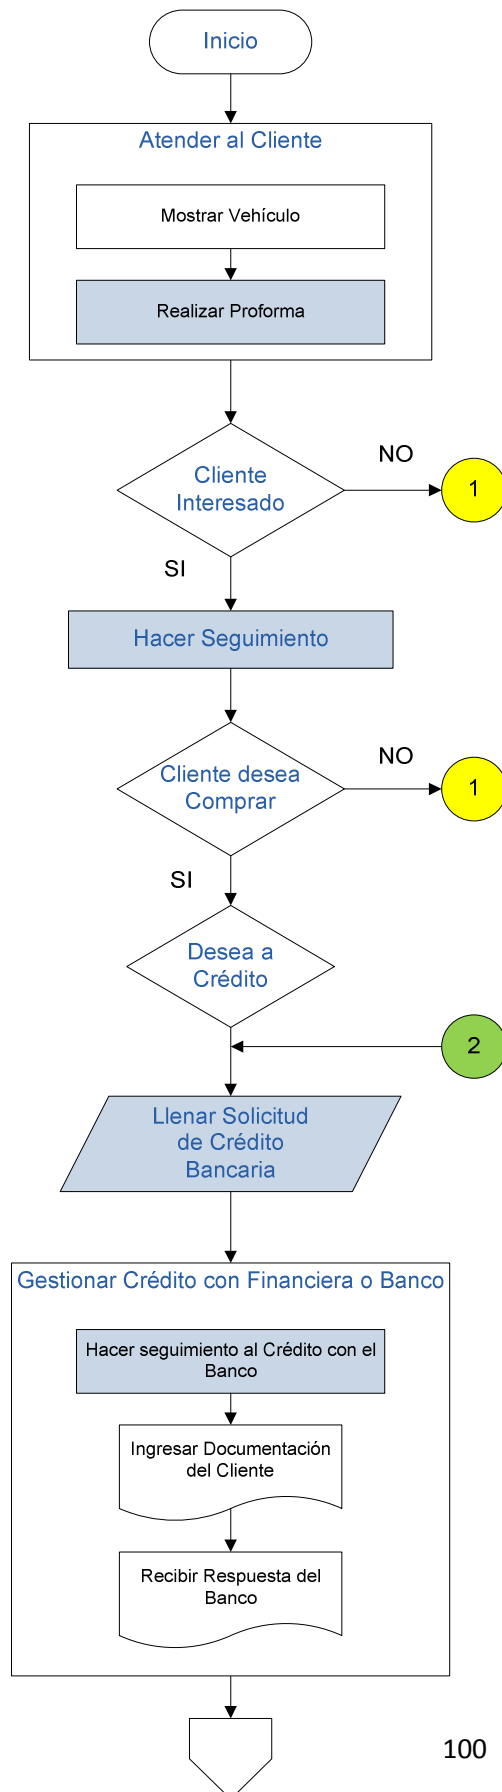 Inicio
Atender al Cliente
Mostrar Vehículo
Realizar Proforma
Cliente
Interesado
NO
1
SI
Hacer Seguimiento
Cliente desea
Comprar
NO
1
SI
Desea a
Crédito
2
Llenar Solicitud
de Crédito
Bancaria
Gestionar Crédito con Financiera o Banco
Hacer seguimiento al Crédito con el
Banco
Ingresar Documentación
del Cliente
Recibir Respuesta del
Banco
100